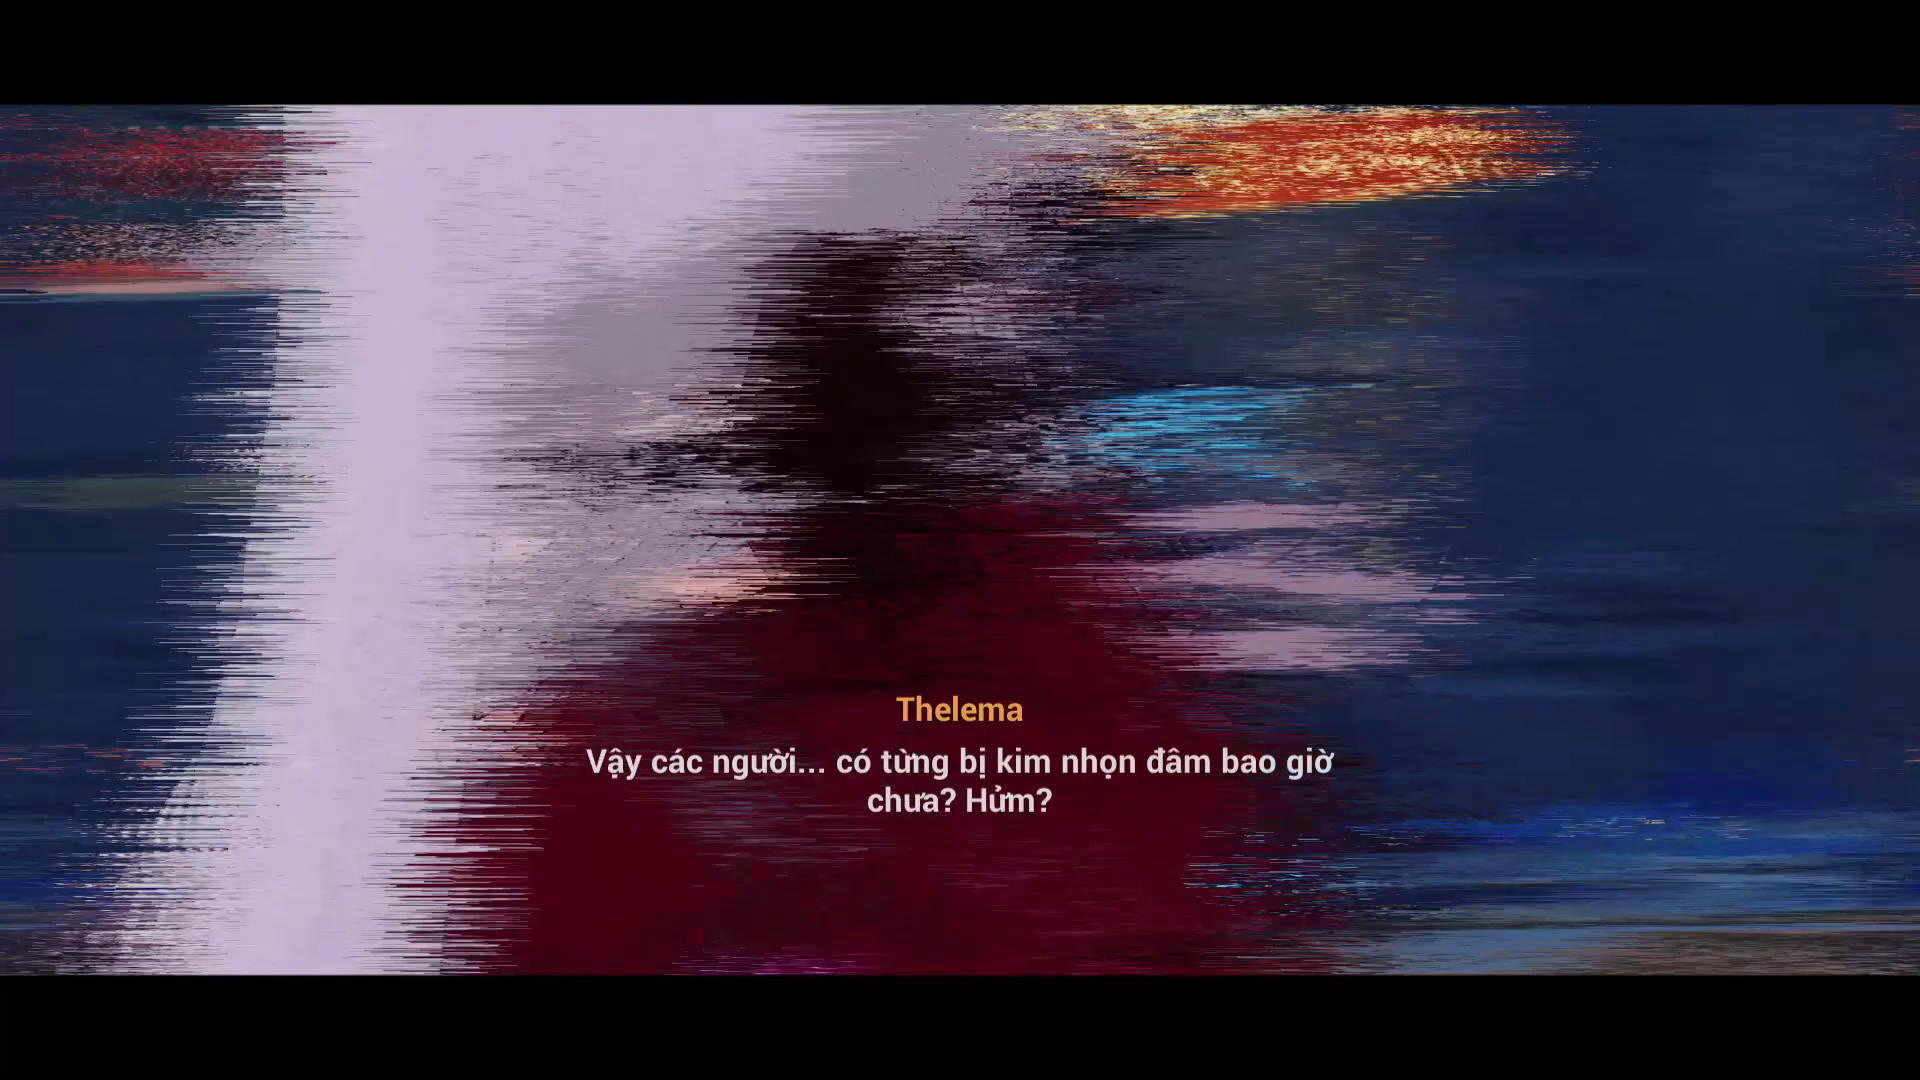 Thelema
Vậy các người... có từng bị kim nhọn đâm bao giờ
chưa? Hửm?